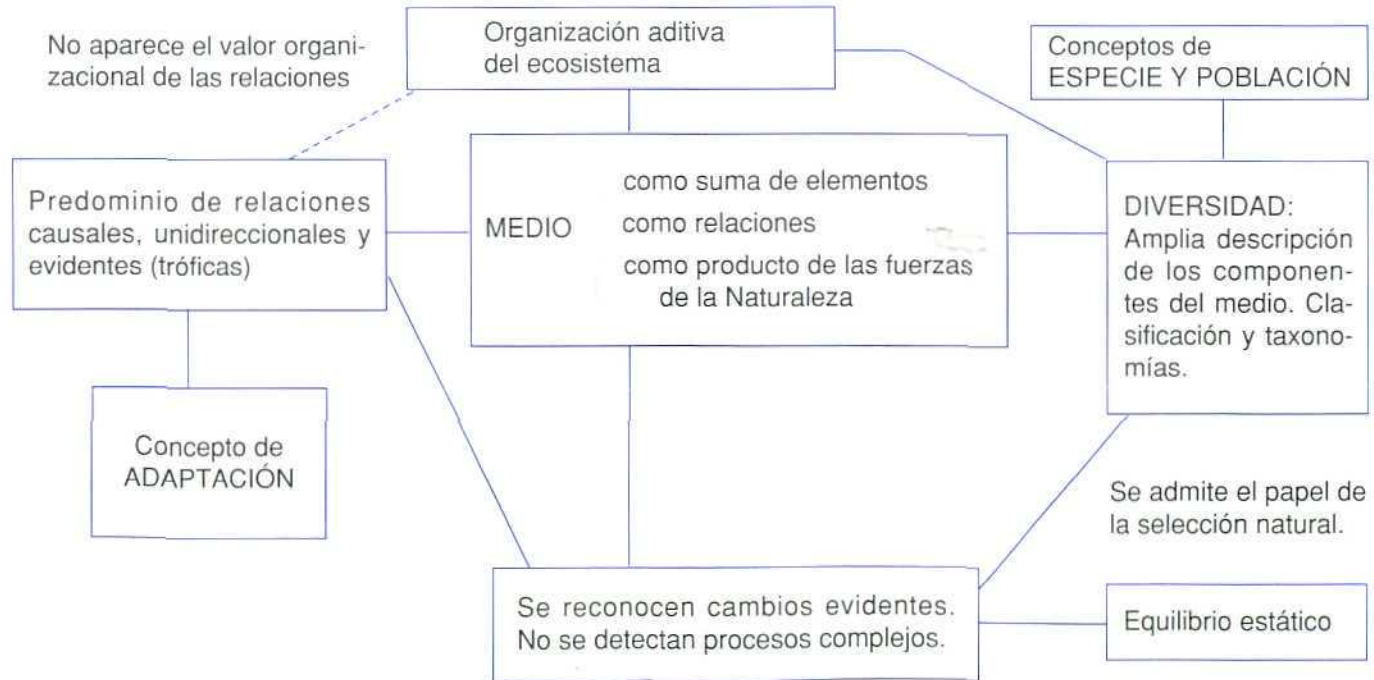 No aparece el valor organi-
zacional de las relaciones
Organización aditiva
del ecosistema
Conceptos de
ESPECIE Y POBLACIÓN
Predominio de relaciones
causales, unidireccionales y
evidentes (tróficas)
MEDIO
como suma de elementos
como relaciones
como producto de las fuerzas
de la Naturaleza
DIVERSIDAD:
Amplia descripción
de los componen-
tes del medio. Cla-
sificación y taxono-
mías.
Concepto de
ADAPTACIÓN
Se admite el papel de
la selección natural.
Se reconocen cambios evidentes.
No se detectan procesos complejos.
Equilibrio estático